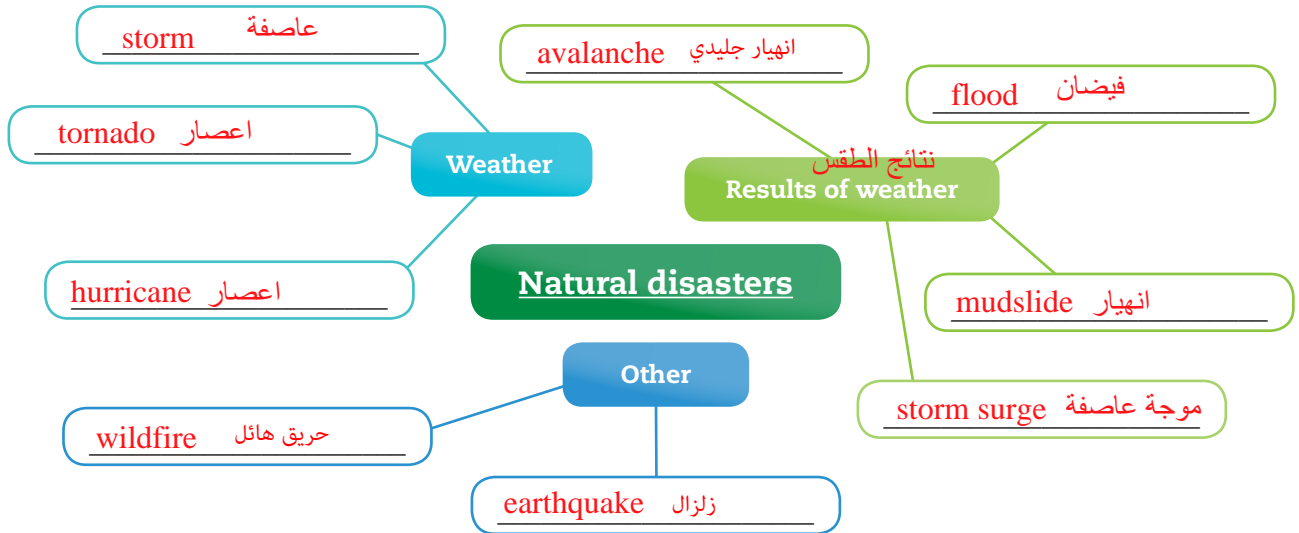 storm عاصفة
tornado اعصار
Weather
hurricane اعصار
avalanche انهيار جليدي
flood فيضان
نتائج الطقس
Results of weather
mudslide انهيار
storm surge موجة عاصفة
Natural disasters
Other
wildfire حريق هائل
earthquake زلزال